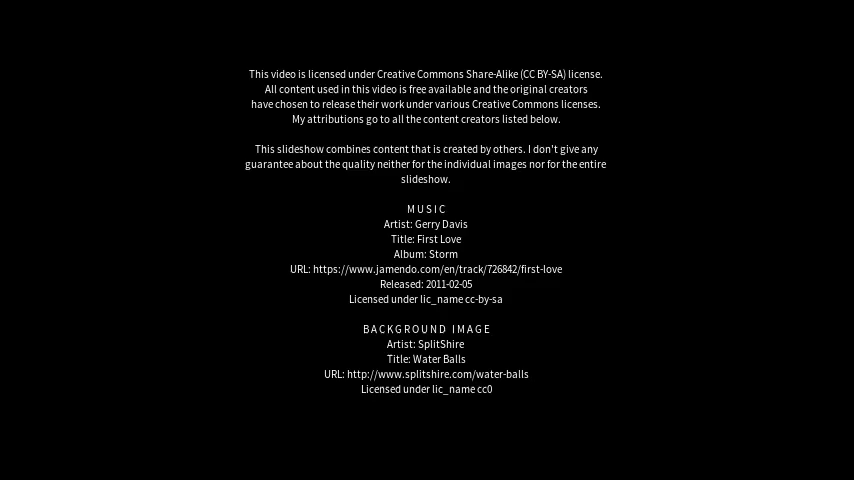 This video is licensed under Creative Commons Share-Alike (CC BY-SA) license.
All content used in this video is free available and the original creators
have chosen to release their work under various Creative Commons licenses.
My attributions go to all the content creators listed below.
This slideshow combines content that is created by others. I don't give any
guarantee about the quality neither for the individual images nor for the entire
slideshow.
MUSIC
Artist: Gerry Davis
Title: First Love
Album: Storm
URL: https://www.jamendo.com/en/track/726842/first-love
Released: 2011-02-05
Licensed under lic_name cc-by-sa
BACKGROUND IMAGE
Artist: SplitShire
Title: Water Balls
URL: http://www.splitshire.com/water-balls
Licensed under lic_name cc0